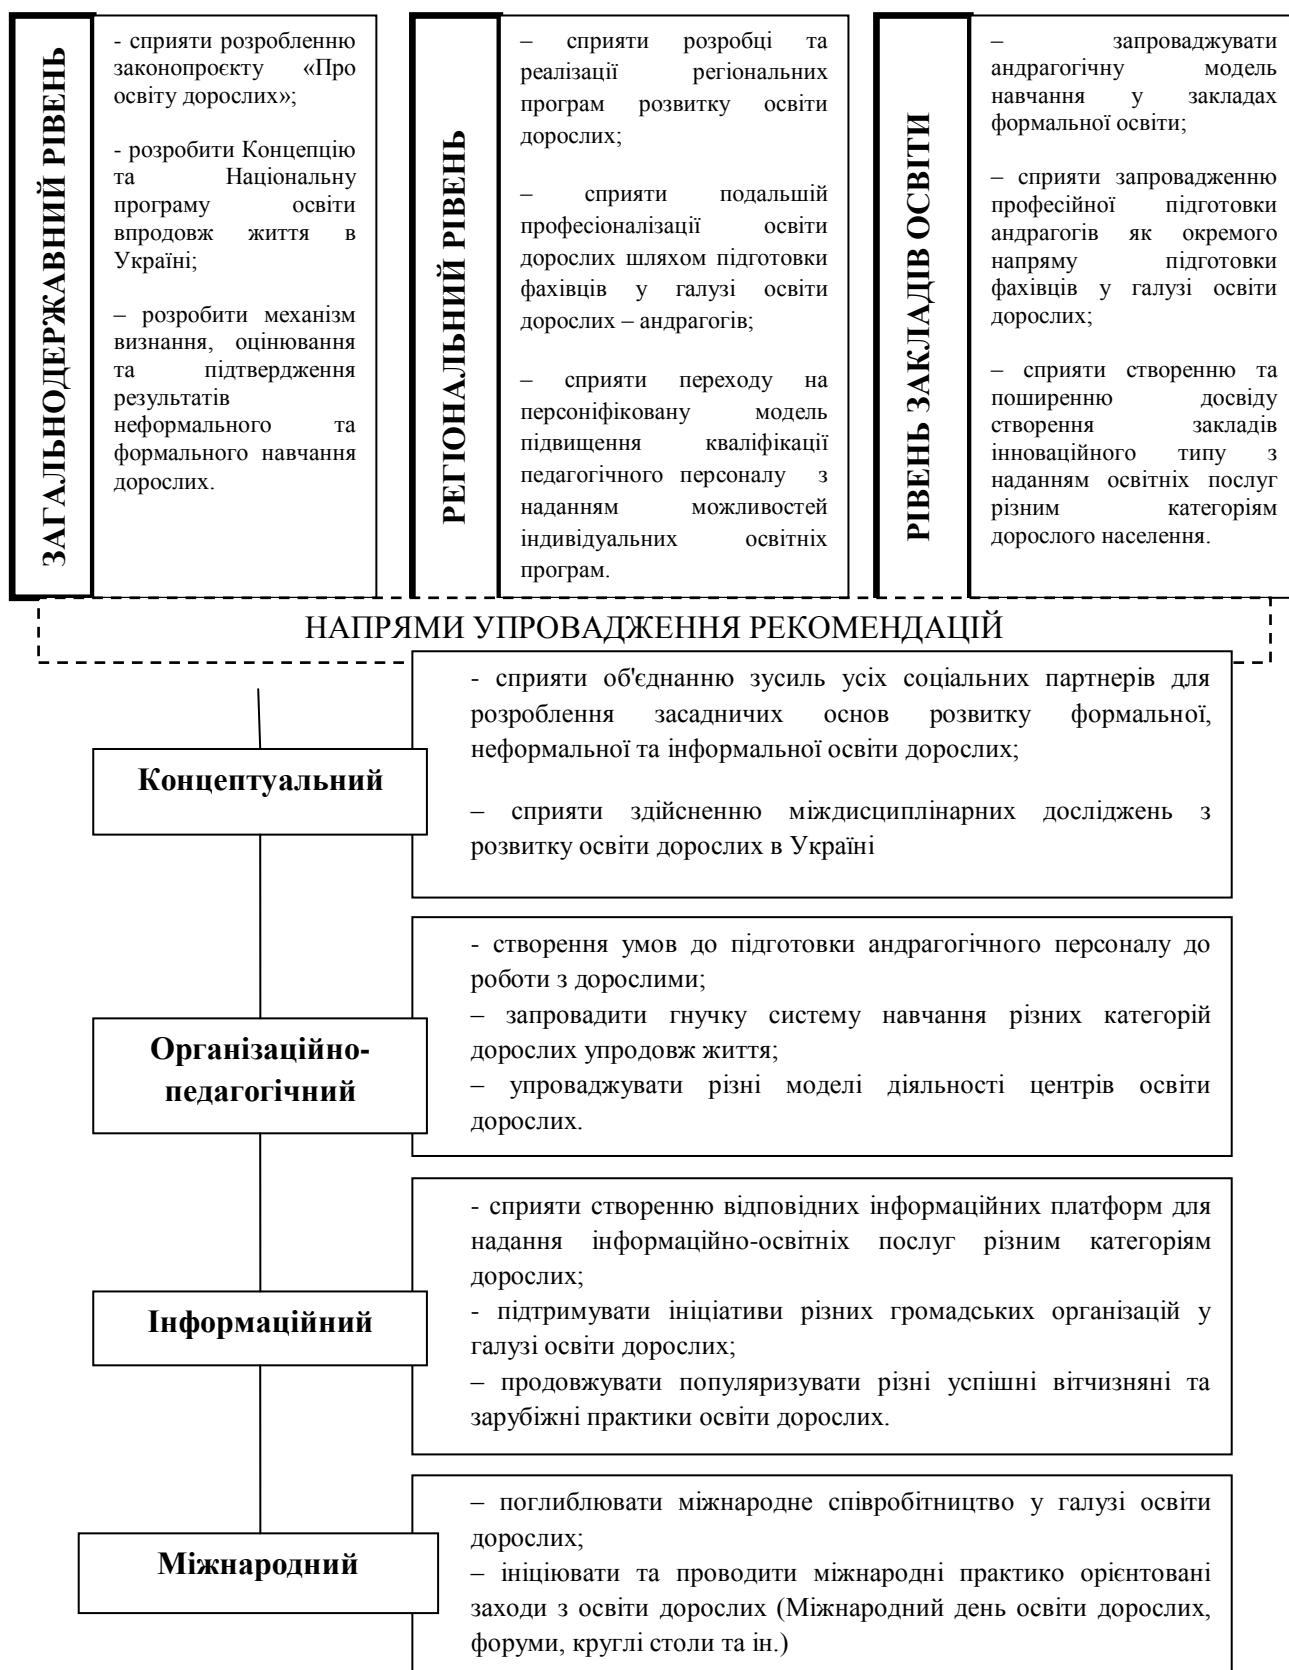 ЗАГАЛЬНОДЕРЖАВНИЙ РІВЕНЬ
- сприяти розробленню
законопроєкту «Про
освіту дорослих»;
- розробити Концепцію
та Національну
програму освіти
впродовж життя в
Україні;
– розробити механізм
визнання, оцінювання
та підтвердження
результатів
неформального та
формального навчання
дорослих.
РЕГІОНАЛЬНИЙ РІВЕНЬ
– сприяти розробці та
реалізації регіональних
програм розвитку освіти
дорослих;
– сприяти подальшій
професіоналізації освіти
дорослих шляхом підготовки
фахівців у галузі освіти
дорослих – андрагогів;
– сприяти переходу на
персоніфіковану модель
підвищення кваліфікації
педагогічного персоналу з
наданням можливостей
індивідуальних освітніх
програм.
РІВЕНЬ ЗАКЛАДІВ ОСВІТИ
– запроваджувати
андрагогічну модель
навчання у закладах
формальної освіти;
– сприяти запровадженню
професійної підготовки
андрагогів як окремого
напряму підготовки
фахівців у галузі освіти
дорослих;
– сприяти створенню та
поширенню досвіду
створення закладів
інноваційного типу з
наданням освітніх послуг
різним категоріям
дорослого населення.
НАПРЯМИ УПРОВАДЖЕННЯ РЕКОМЕНДАЦІЙ
Концептуальний
- сприяти об'єднанню зусиль усіх соціальних партнерів для
розроблення засадничих основ розвитку формальної,
неформальної та інформальної освіти дорослих;
– сприяти здійсненню міждисциплінарних досліджень з
розвитку освіти дорослих в Україні
Організаційно-
педагогічний
- створення умов до підготовки андрагогічного персоналу до
роботи з дорослими;
– запровадити гнучку систему навчання різних категорій
дорослих упродовж життя;
– упроваджувати різні моделі діяльності центрів освіти
дорослих.
Інформаційний
- сприяти створенню відповідних інформаційних платформ для
надання інформаційно-освітніх послуг різним категоріям
дорослих;
- підтримувати ініціативи різних громадських організацій у
галузі освіти дорослих;
– продовжувати популяризувати різні успішні вітчизняні та
зарубіжні практики освіти дорослих.
Міжнародний
– поглиблювати міжнародне співробітництво у галузі освіти
дорослих;
– ініціювати та проводити міжнародні практико орієнтовані
заходи з освіти дорослих (Міжнародний день освіти дорослих,
форуми, круглі столи та ін.)